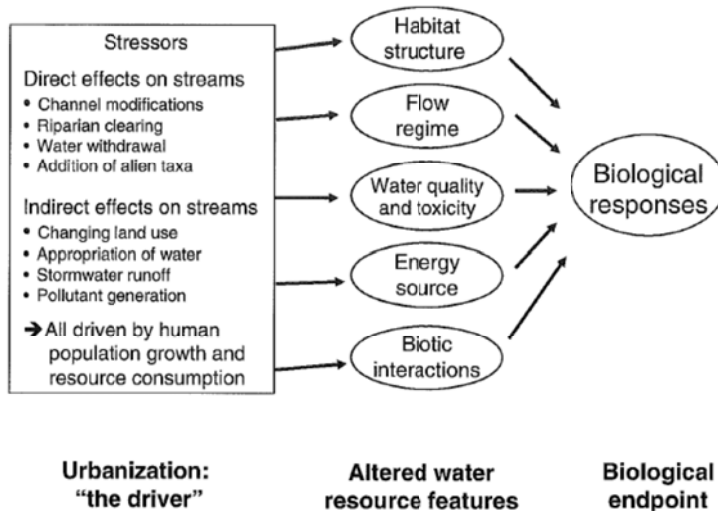 Stressors
Direct effects on streams
• Channel modifications
• Riparian clearing
• Water withdrawal
• Addition of alien taxa
Indirect effects on streams
• Changing land use
• Appropriation of water
• Stormwater runoff
• Pollutant generation
➔ All driven by human
population growth and
resource consumption
Habitat
structure
Flow
regime
Water quality
and toxicity
Energy
source
Biotic
interactions
Biological
responses
Urbanization:
"the driver"
Altered water
resource features
Biological
endpoint